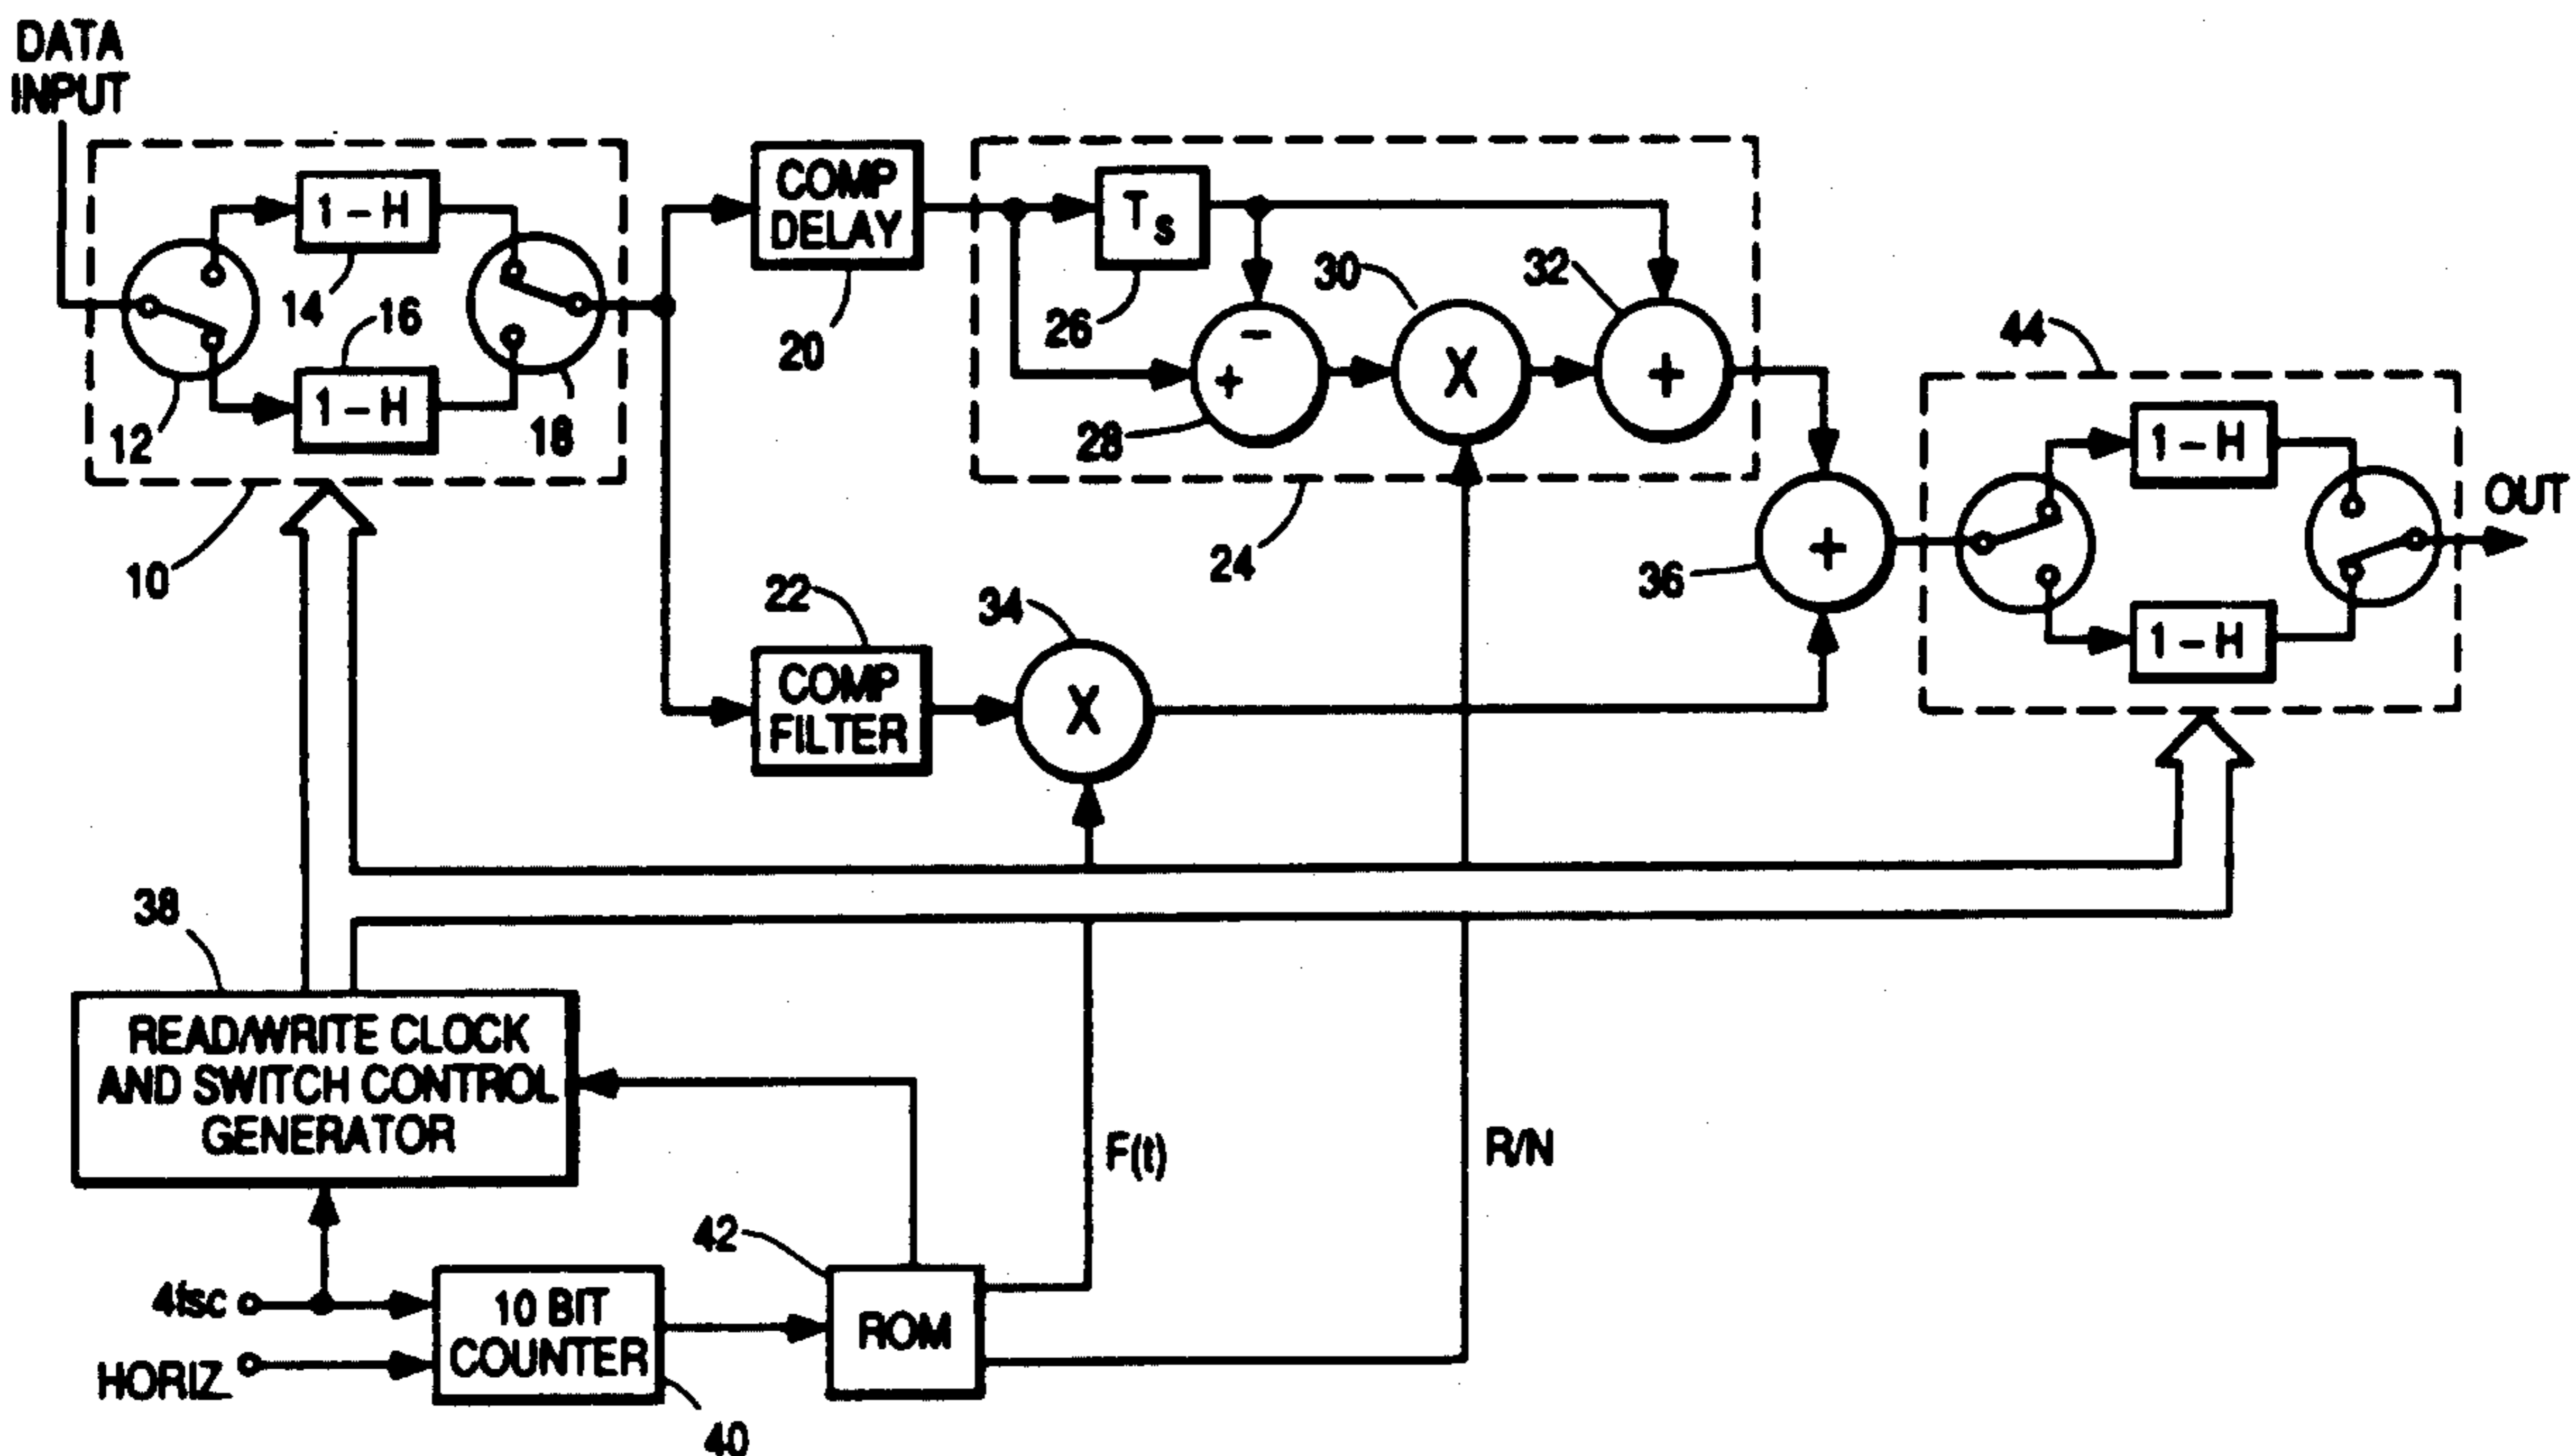 DATA
INPUT
1 – H
14
16
1 – H
12
18
10
COMP
DELAY
20
T s
26
–
+
28
30
X
32
+
24
22
COMP
FILTER
34
X
36
+
44
1 – H
1 – H
OUT
38
READ/WRITE CLOCK
AND SWITCH CONTROL
GENERATOR
F(t)
R/N
4fsc
HORIZ
10 BIT
COUNTER
40
42
ROM